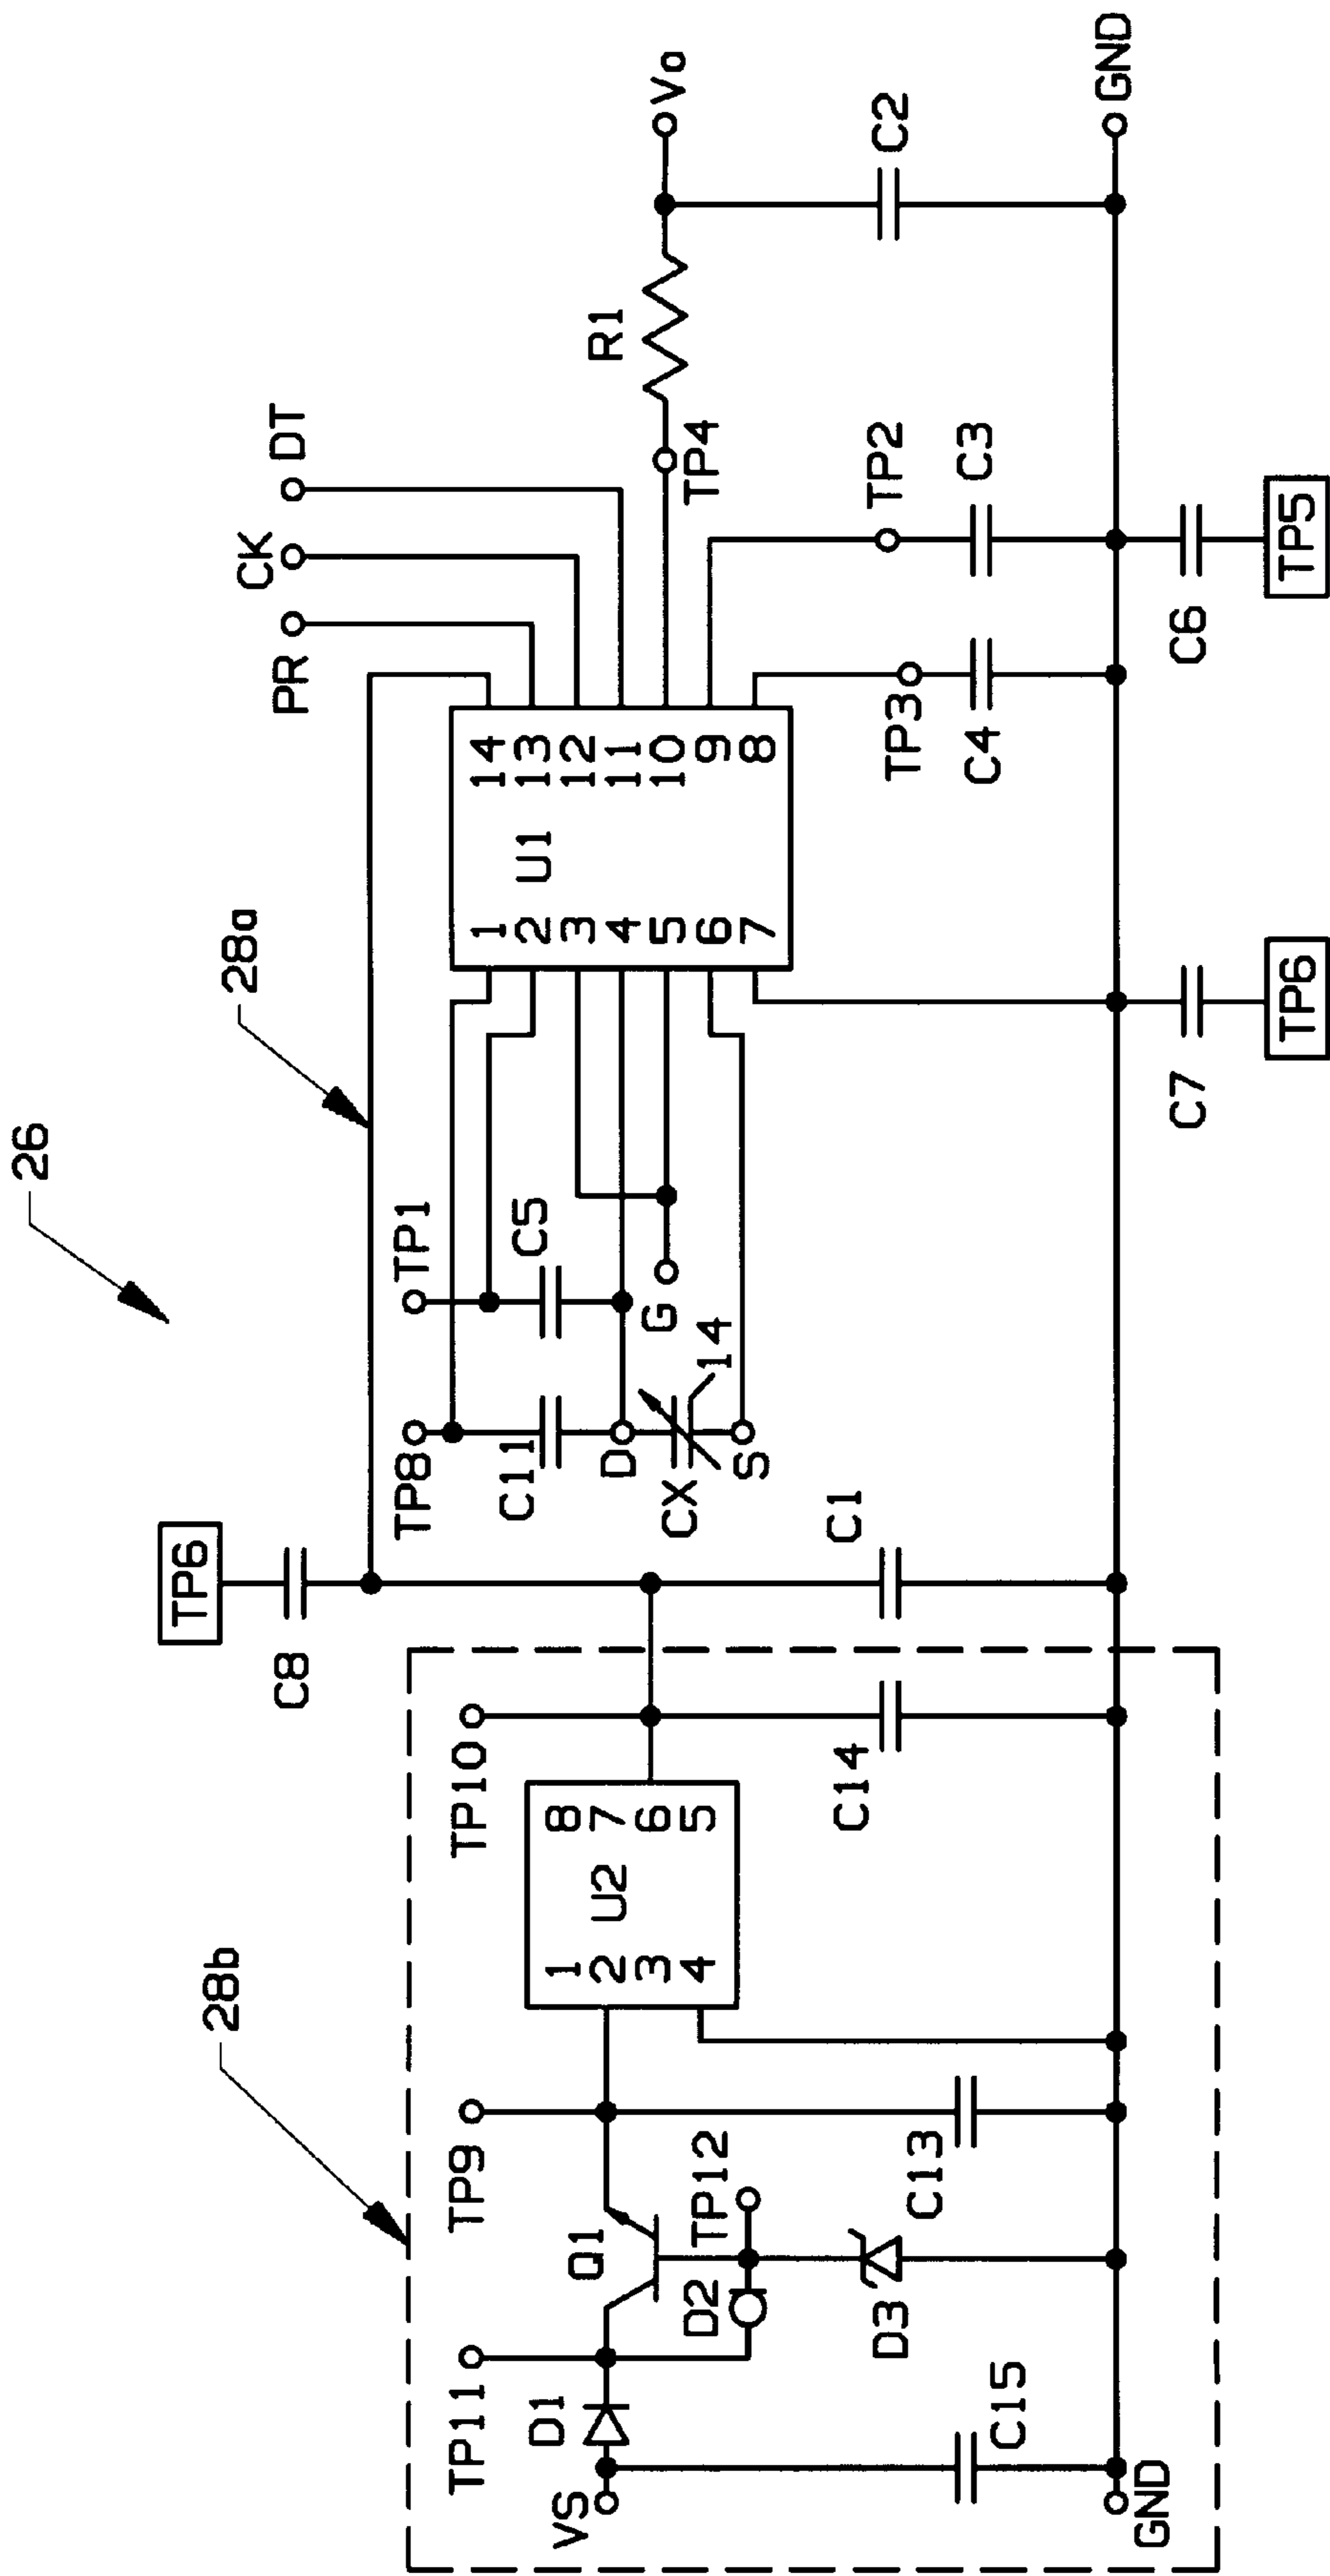 26
28b
28a
TP6
C8
PR
CK
DT
TP11
TP9
TP10
TP8
TP1
VS
D1
Q1
D2
TP12
D3
C15
C13
U2
1
2
3
4
8
7
6
5
C14
C1
C11
C5
D
G
CX
14
S
U1
1
2
3
4
5
6
7
14
13
12
11
10
9
8
TP4
R1
Vo
C2
TP3
TP2
C4
C3
GND
GND
C7
TP6
C6
TP5